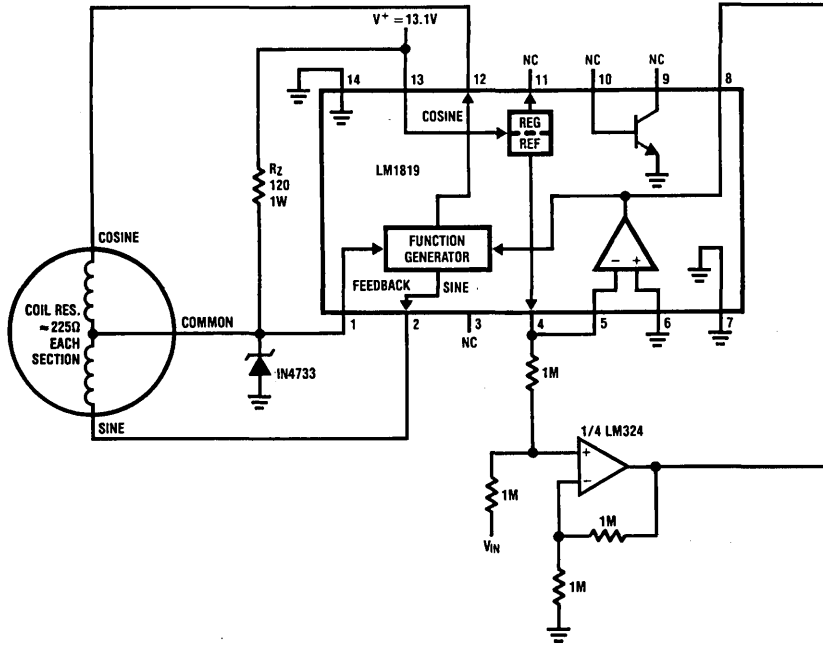 V+ = 13.1V
NC
NC
NC
14
13
12
11
10
9
8
COSINE
REG
REF
LM1819
RZ
120
1W
FUNCTION
GENERATOR
FEEDBACK
SINE
COSINE
COIL RES.
≈225Ω
EACH
SECTION
COMMON
SINE
1
2
3
4
5
6
7
NC
- +
IN4733
1M
1/4 LM324
+
-
1M
VIN
1M
1M